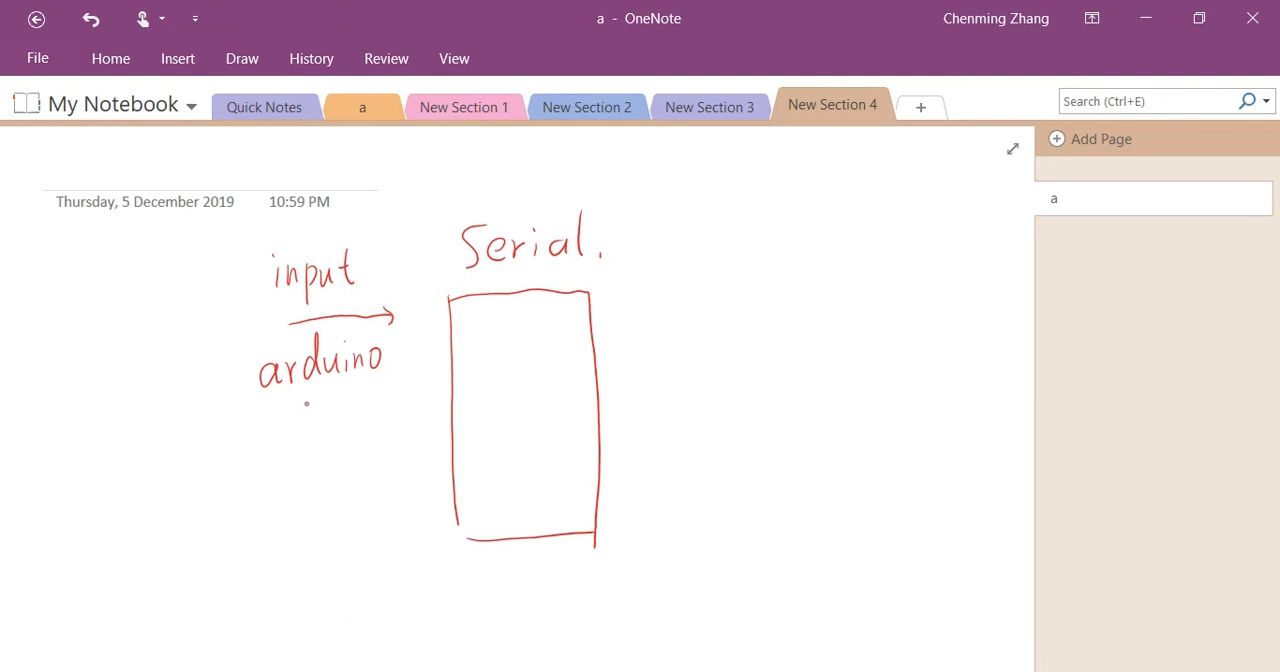 a - OneNote
Chenming Zhang
File Home Insert Draw History Review View
My Notebook Quick Notes a New Section 1 New Section 2 New Section 3 New Section 4 +
Search (Ctrl+E)
Add Page
a
Thursday, 5 December 2019 10:59 PM
Serial.
input
arduino